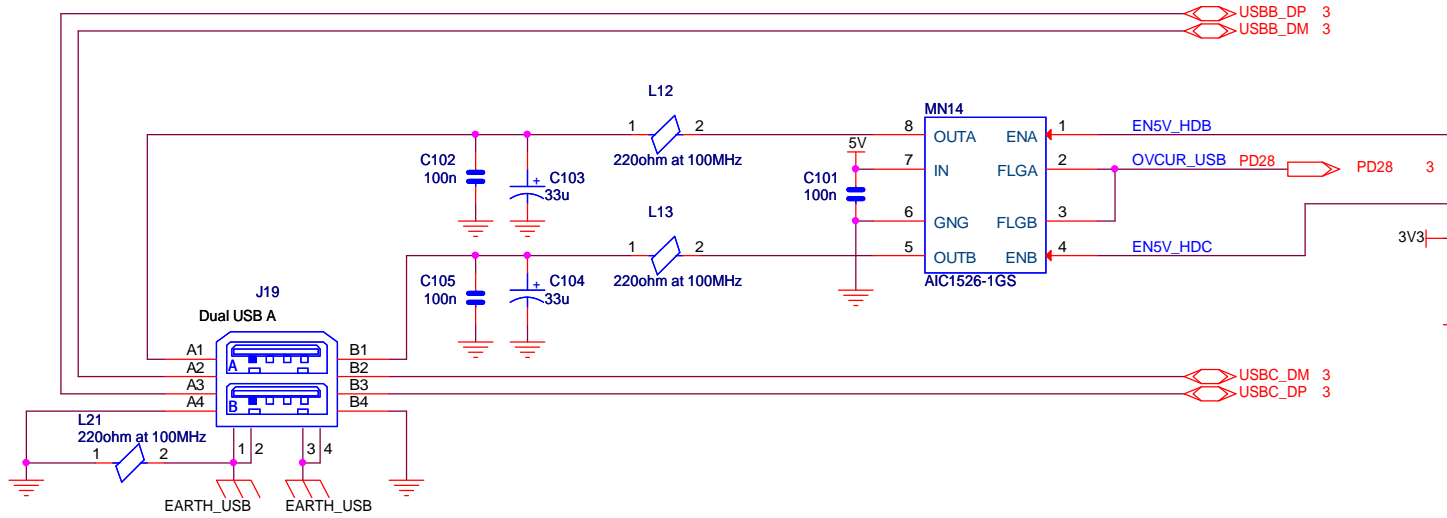 USBB_DP 3
USBB_DM 3
L12
1 2
220ohm at 100MHz
C102
100n
+ C103
33u
MN14
8 OUTA ENA 1 EN5V_HDB
5V
7 IN FLGA 2 OVCUR_USB PD28 PD28 3
C101
100n
6 GNG FLGB 3
5 OUTB ENB 4 EN5V_HDC
AIC1526-1GS
3V3
L13
1 2
220ohm at 100MHz
C105
100n
+ C104
33u
J19
Dual USB A
A1 B1
A2 A B2
A3 B3
A4 B B4
USBC_DM 3
USBC_DP 3
L21
220ohm at 100MHz
1 2
1 2 3 4
EARTH_USB EARTH_USB